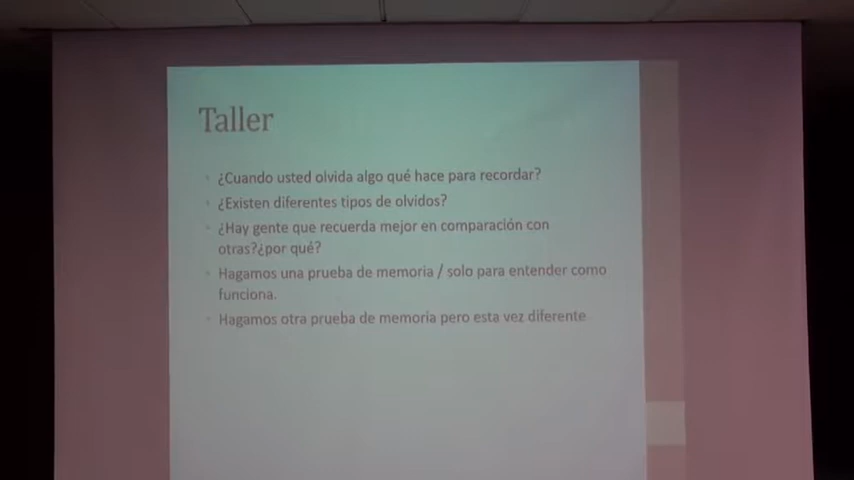 Taller
¿Cuando usted olvida algo qué hace para recordar?
¿Existen diferentes tipos de olvidos?
¿Hay gente que recuerda mejor en comparación con
otras?¿por qué?
Hagamos una prueba de memoria / solo para entender como
funciona.
Hagamos otra prueba de memoria pero esta vez diferente